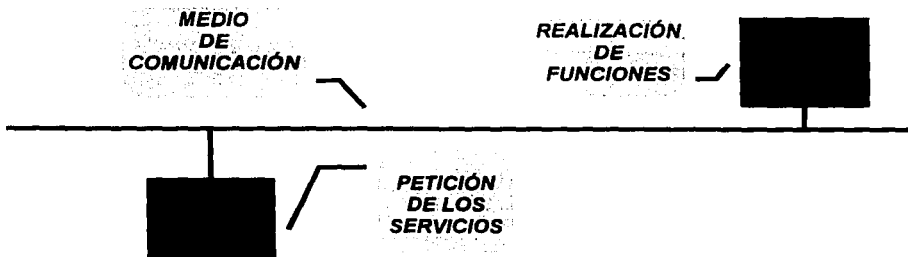 MEDIO
DE
COMUNICACIÓN
REALIZACIÓN
DE
FUNCIONES
PETICIÓN
DE LOS
SERVICIOS